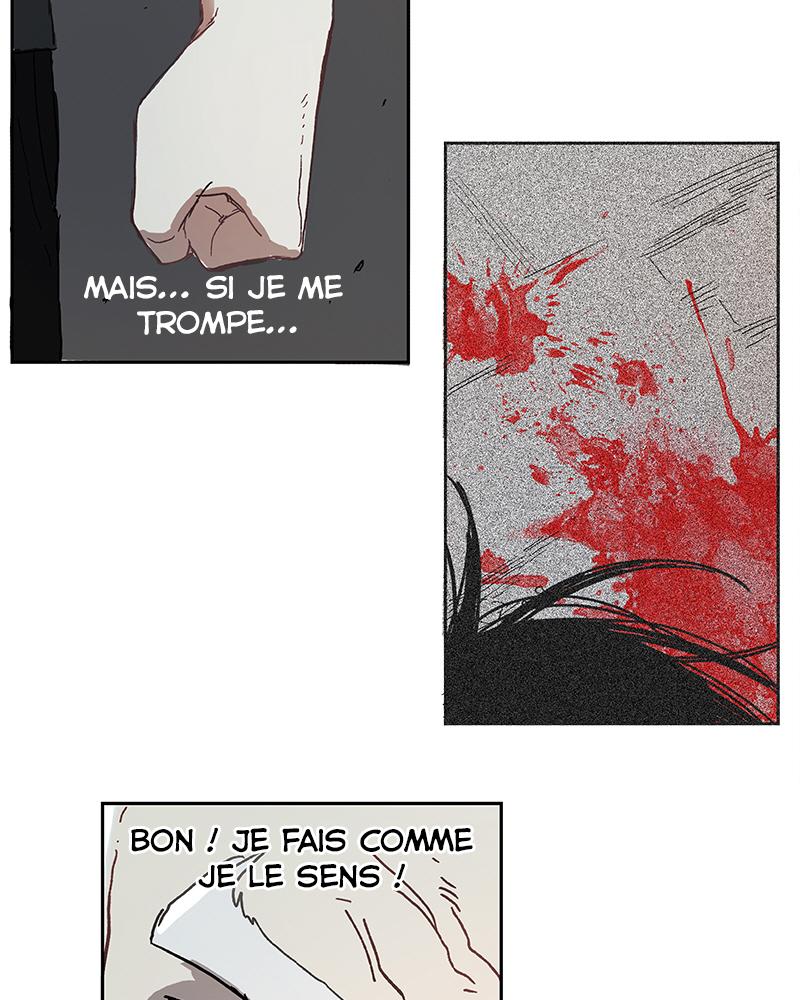 MAIS... SI JE ME
TROMPE...
BON ! JE FAIS COMME
JE LE SENS !